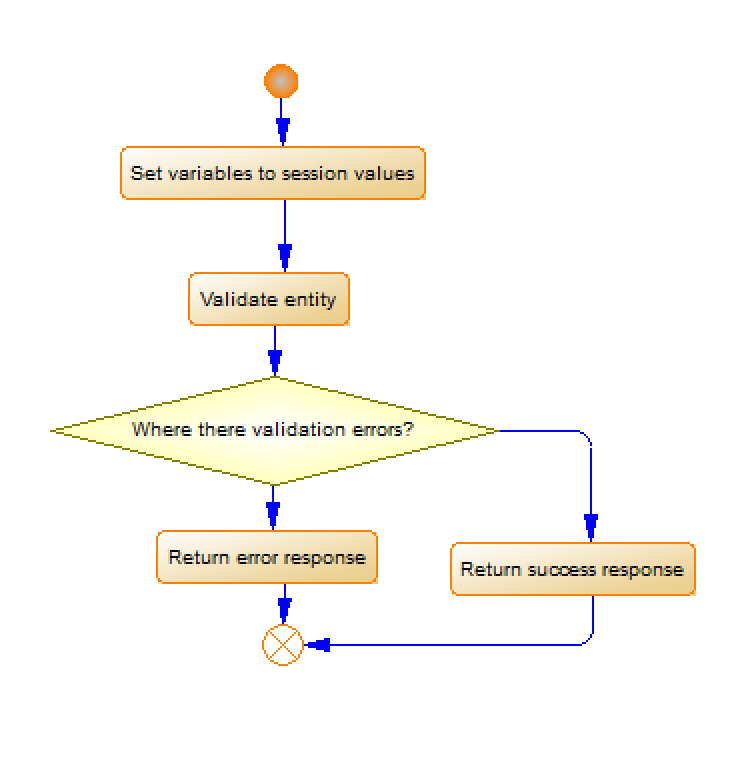 Set variables to session values
Validate entity
Where there validation errors?
Return error response
Return success response